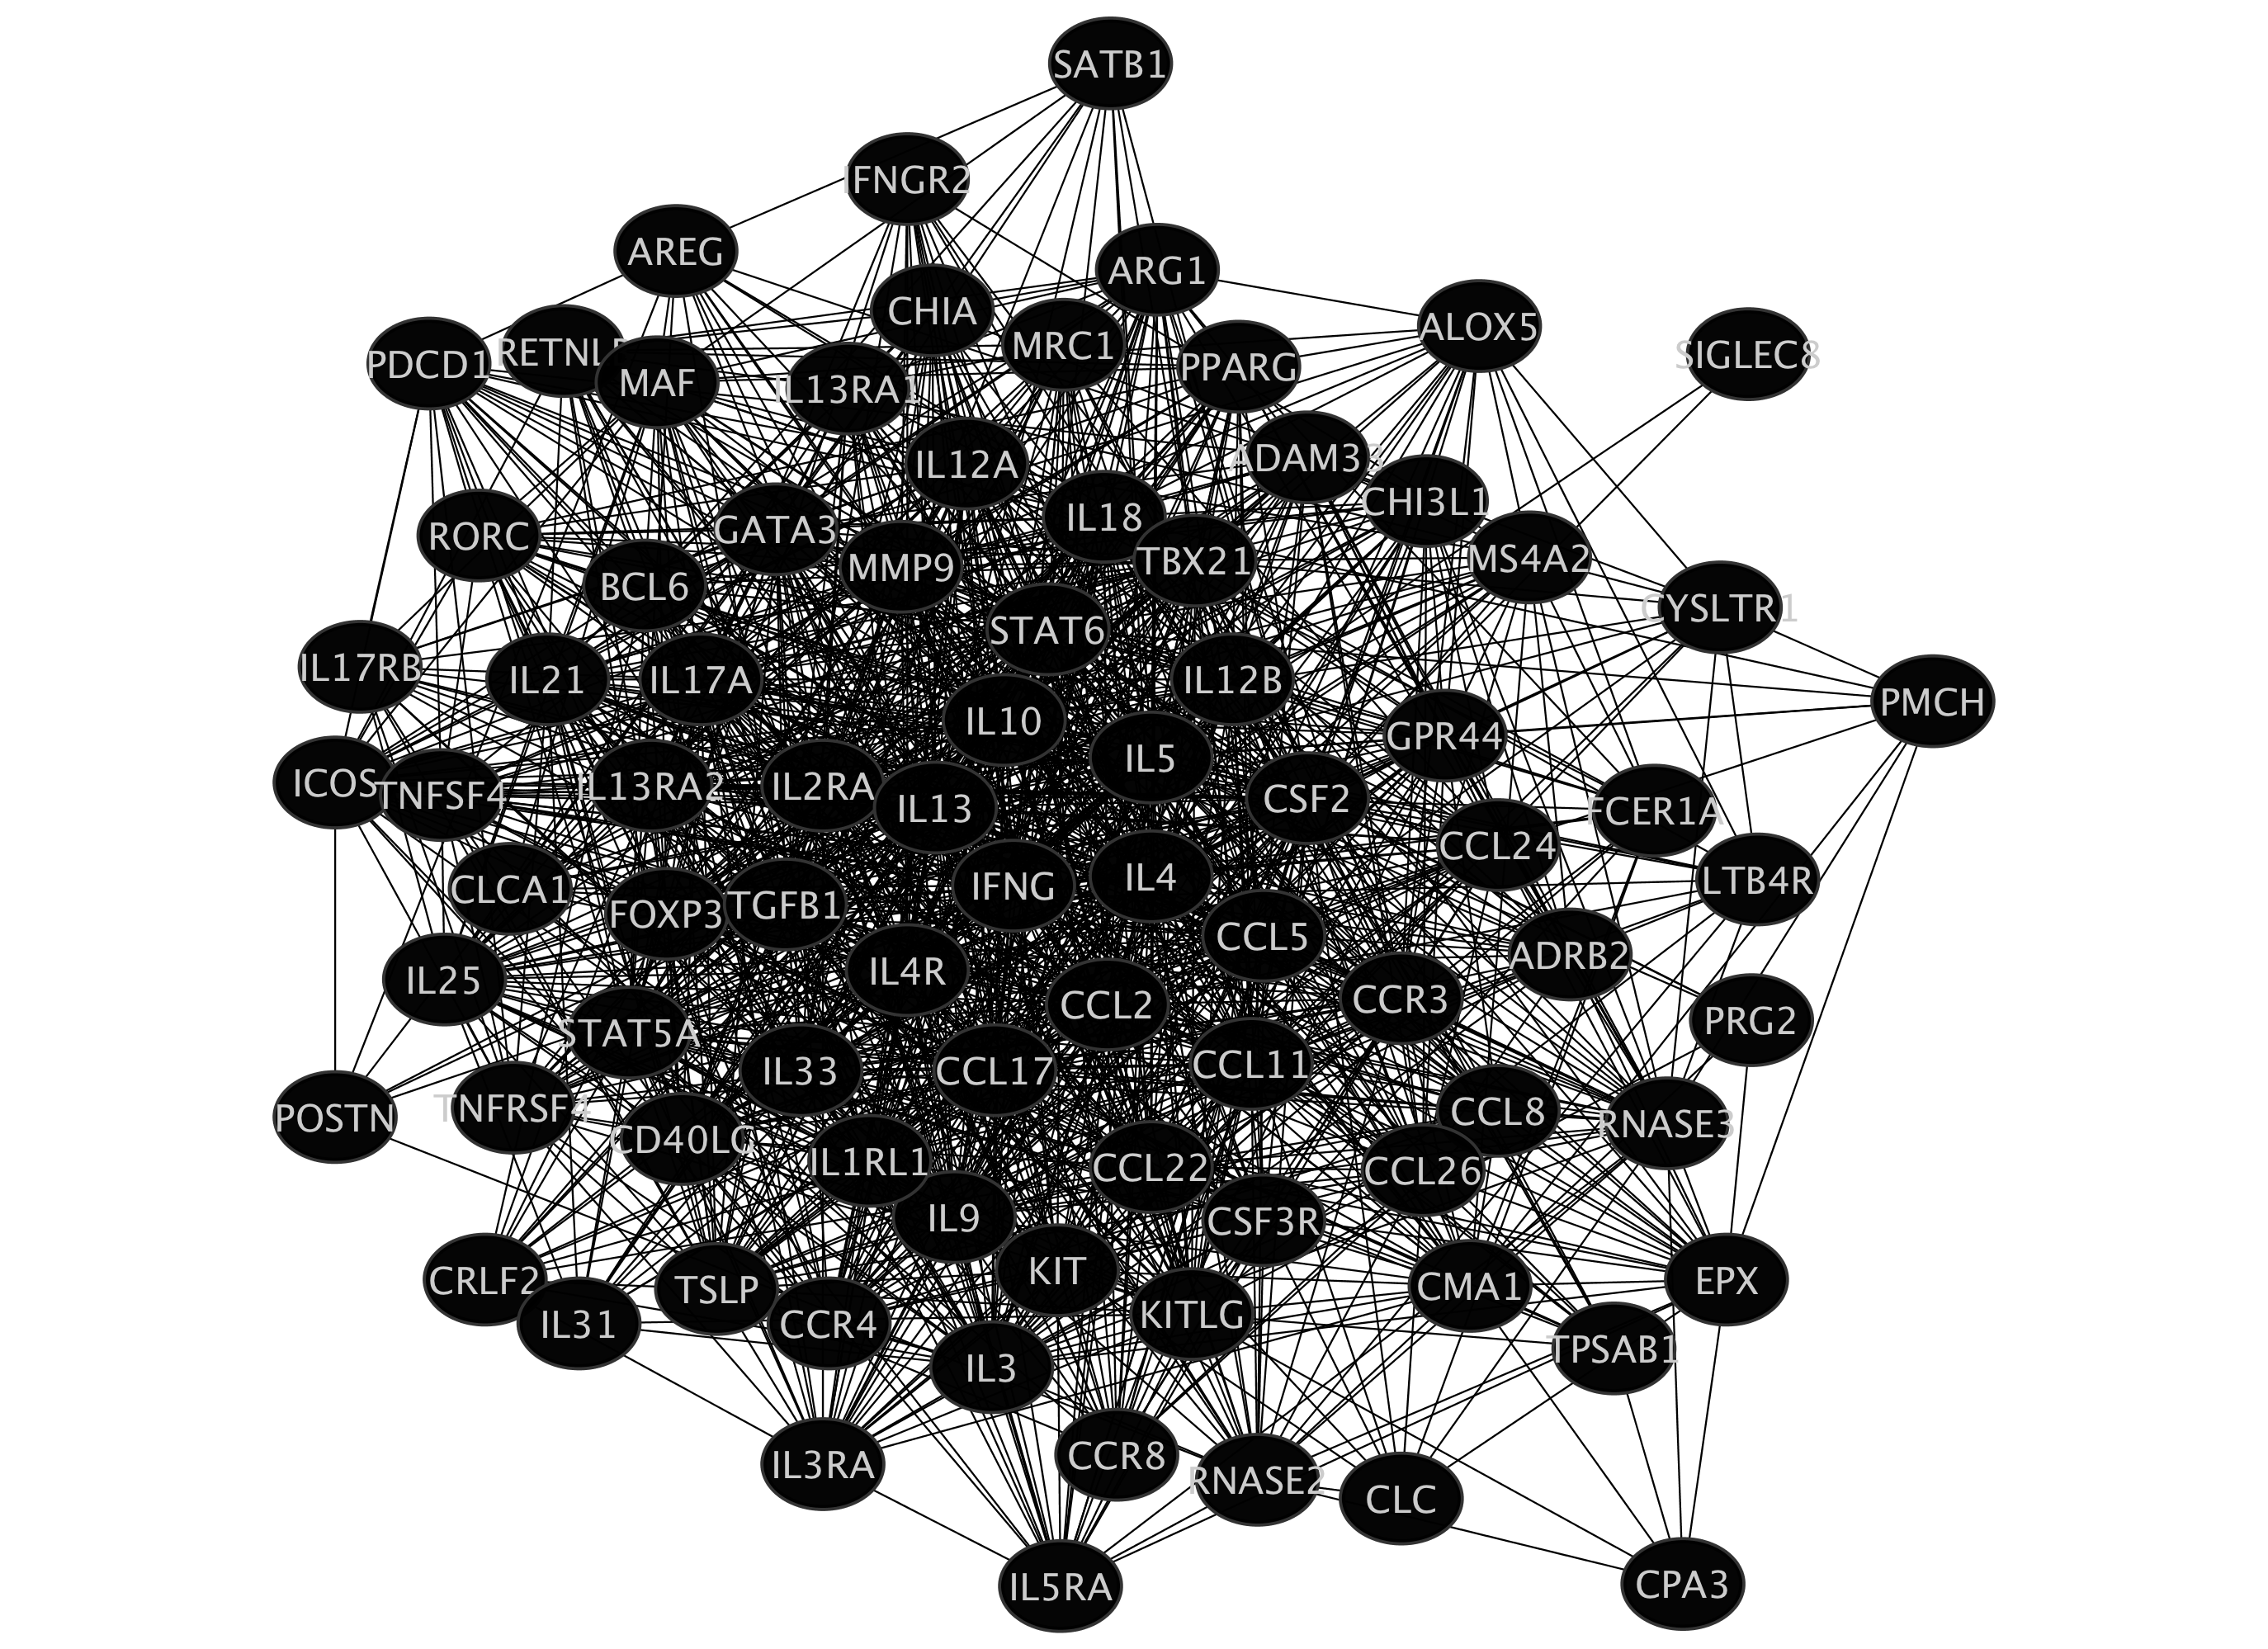 SATB1
IFNGR2
AREG
ARG1
CHIA
ALOX5
MRC1
SIGLEC8
PDCD1
RETNL
MAF
IL13RA1
PPARG
IL12A
ADAM33
CHI3L1
IL18
GATA3
RORC
MMP9
TBX21
MS4A2
BCL6
CYSLTR1
STAT6
IL17RB
IL21
IL17A
IL12B
PMCH
IL10
GPR44
IL5
ICOS
TNFSF4
IL13RA2
IL2RA
IL13
CSF2
FCER1A
CCL24
IL4
LTB4R
CLCA1
IFNG
TGFB1
FOXP3
CCL5
ADRB2
IL25
IL4R
CCR3
CCL2
PRG2
STAT5A
IL33
CCL17
CCL11
TNFRSF4
CCL8
POSTN
RNASE3
CD40LG
IL1RL1
CCL22
CCL26
IL9
CSF3R
KIT
CRLF2
EPX
TSLP
CMA1
KITLG
IL31
CCR4
TPSAB1
IL3
CCR8
IL3RA
RNASE2
CLC
IL5RA
CPA3